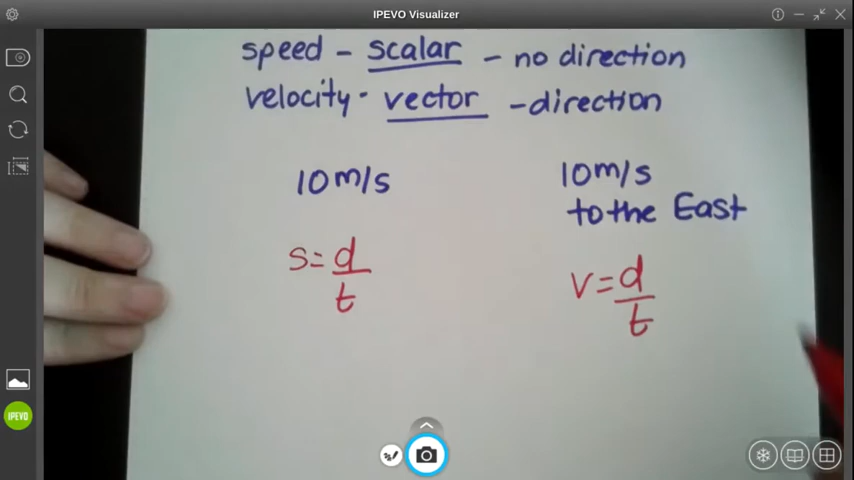 IPEVO Visualizer
speed - scalar - no direction
velocity - vector - direction
10m/s
s = d/t
10m/s
to the East
v = d/t
IPEVO